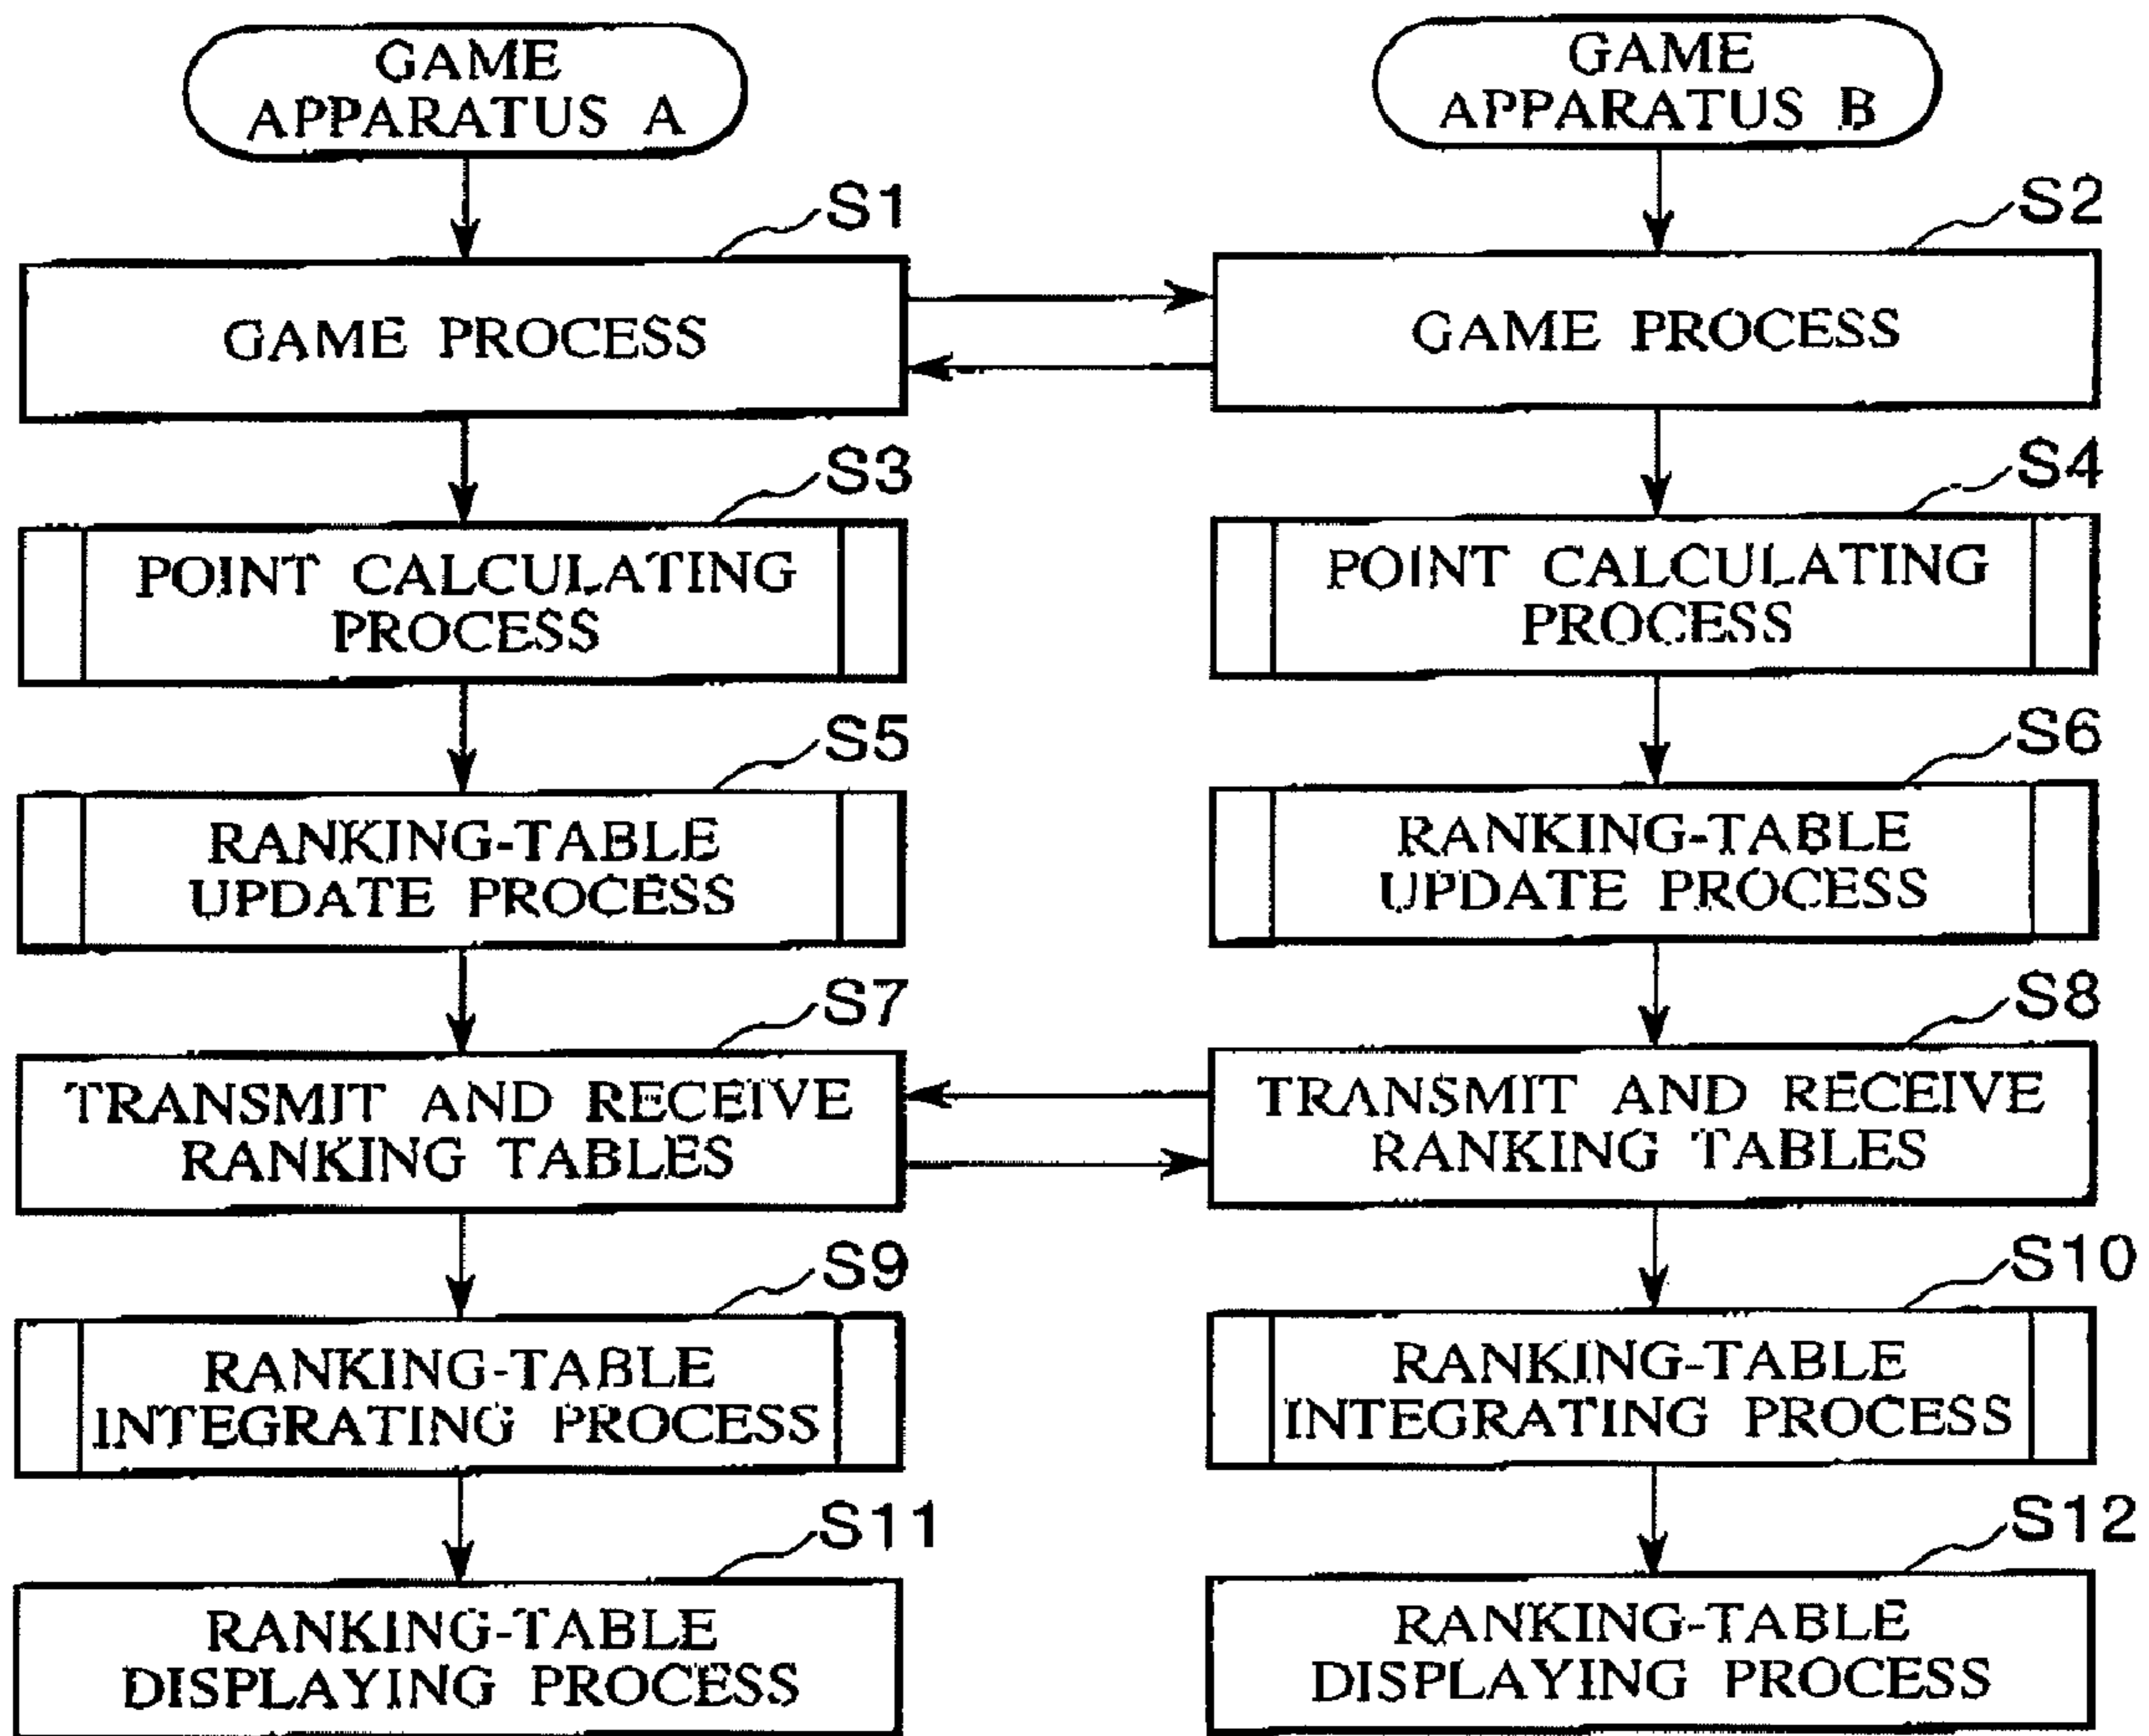 GAME
APPARATUS A
GAME
APPARATUS B
S1
S2
GAME PROCESS
GAME PROCESS
S3
S4
POINT CALCULATING
PROCESS
POINT CALCULATING
PROCESS
S5
S6
RANKING-TABLE
UPDATE PROCESS
RANKING-TABLE
UPDATE PROCESS
S7
S8
TRANSMIT AND RECEIVE
RANKING TABLES
TRANSMIT AND RECEIVE
RANKING TABLES
S9
S10
RANKING-TABLE
INTEGRATING PROCESS
RANKING-TABLE
INTEGRATING PROCESS
S11
S12
RANKING-TABLE
DISPLAYING PROCESS
RANKING-TABLE
DISPLAYING PROCESS